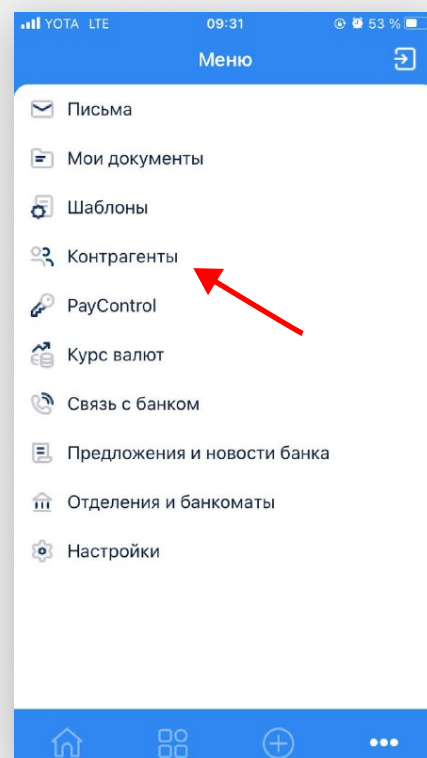 YOTA LTE 09:31 53 %
Меню
Письма
Мои документы
Шаблоны
Контрагенты
PayControl
Курс валют
Связь с банком
Предложения и новости банка
Отделения и банкоматы
Настройки